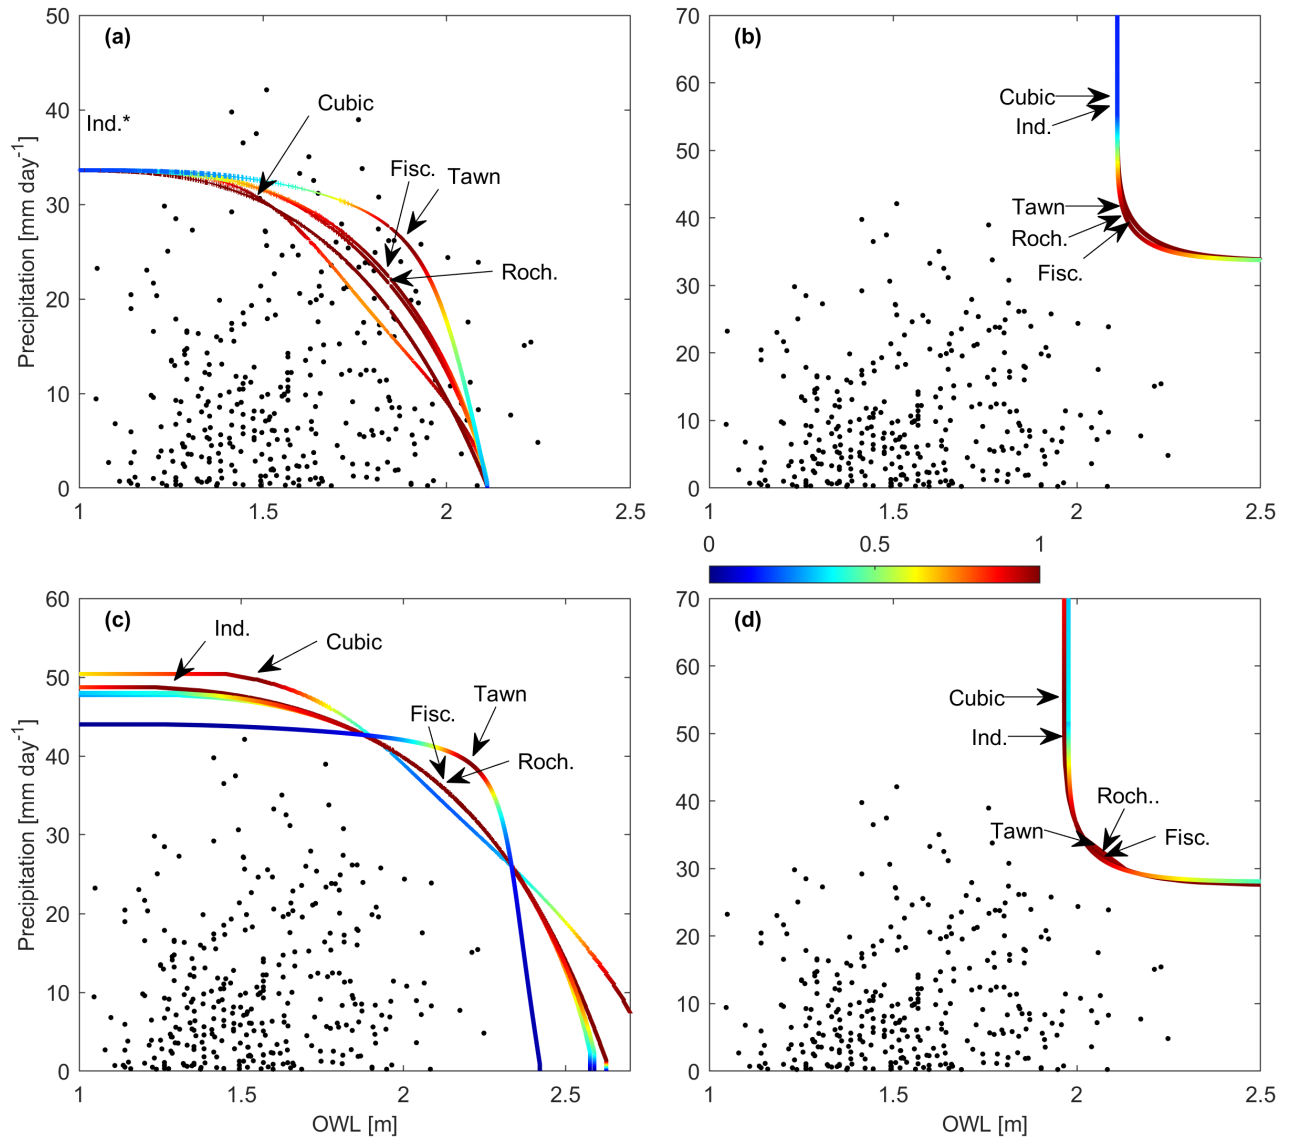 50
40
30
20
10
0
Precipitation [mm day-1]
(a)
Ind.*
Cubic
Fisc.
Tawn
Roch.
1
1.5
2
2.5
70
60
50
40
30
20
10
0
(b)
Cubic
Ind.
Tawn
Roch.
Fisc.
1
1.5
2
2.5
0
0.5
1
60
50
40
30
20
10
0
Precipitation [mm day-1]
(c)
Ind.
Cubic
Tawn
Fisc.
Roch.
1
1.5
2
2.5
OWL [m]
70
60
50
40
30
20
10
0
(d)
Cubic
Ind.
Roch..
Tawn
Fisc.
1
1.5
2
2.5
OWL [m]